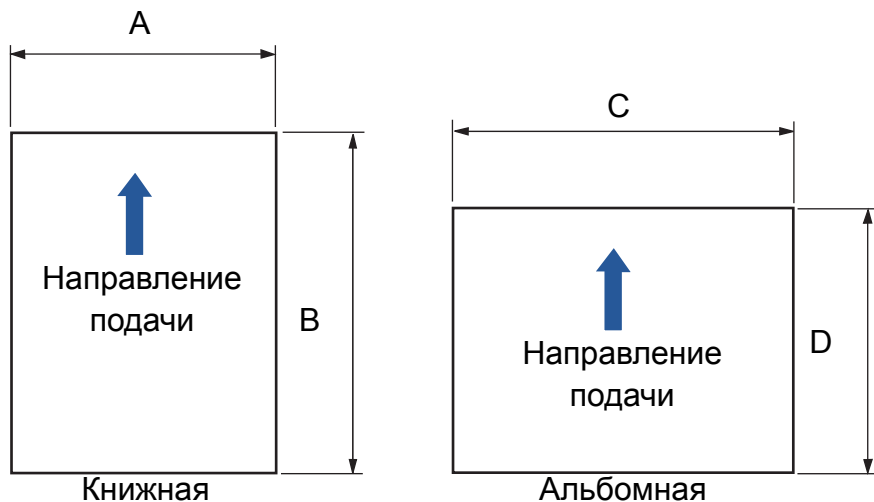 A
Направление
подачи
B
Книжная
C
Направление
подачи
D
Альбомная